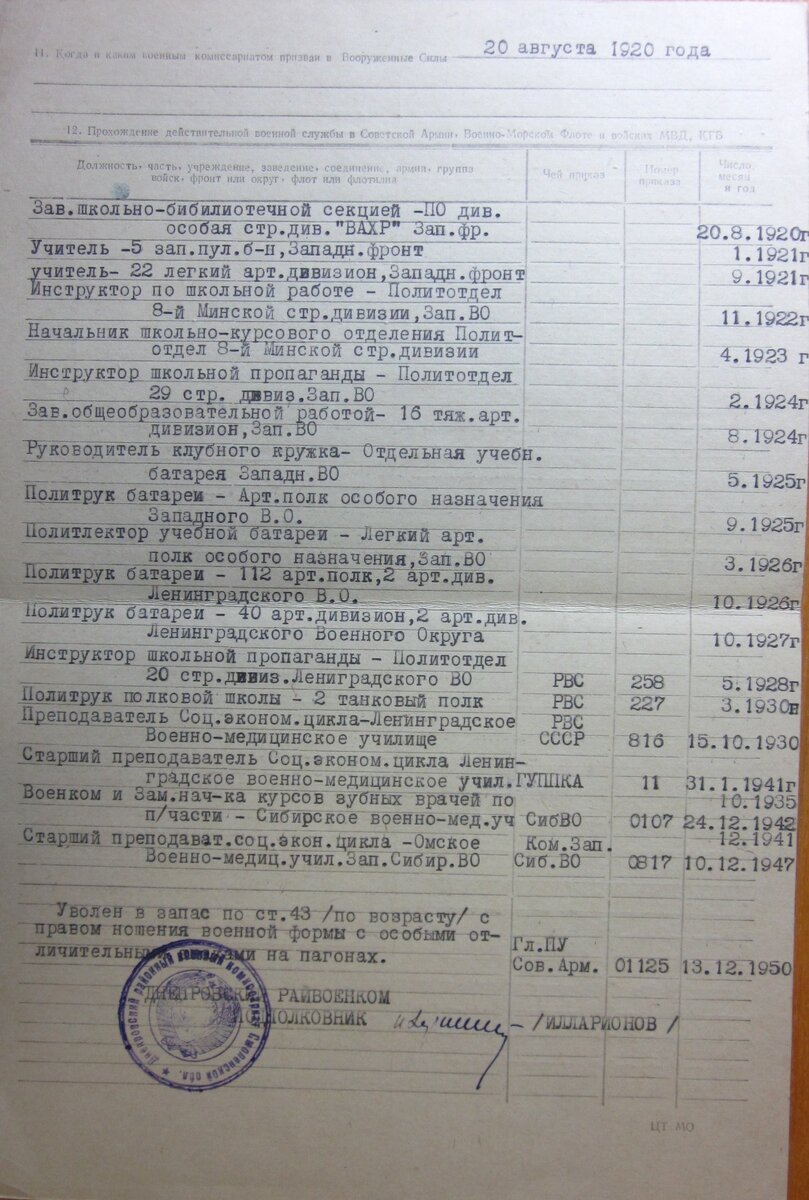 11. Когда и каким военным комиссариатом призван в Вооруженные Силы 20 августа 1920 года
12. Прохождение действительной военной службы в Советской Армии, Военно-Морском Флоте и войсках МВД, КГБ
Должность, часть, учреждение, заведение, соединение, армия, группа войск, фронт или округ, флот или флотилия
Чей приказ
Номер приказа
Число, месяц и год
Зав.школьно-бибилиотечной секцией -ПО див.
особая стр.див."ВАХР" Зап.фр. 20.8.1920г
Учитель -5 зап.пул.б-н,Западн.фронт 1.1921г
учитель- 22 легкий арт.дивизион,Западн.фронт 9.1921г
Инструктор по школьной работе - Политотдел
8-й Минской стр.дивизии,Зап.ВО 11.1922г
Начальник школьно-курсового отделения Полит-
отдел 8-й Минской стр.дивизии 4.1923 г
Инструктор школьной пропаганды - Политотдел
29 стр. дивиз.Зап.ВО 2.1924г
Зав.общеобразовательной работой- 16 тяж.арт.
дивизион,Зап.ВО 8.1924г
Руководитель клубного кружка- Отдельная учебн.
батарея Западн.ВО 5.1925г
Политрук батареи - Арт.полк особого назначения
Западного В.О. 9.1925г
Политлектор учебной батареи - Легкий арт.
полк особого назначения,Зап.ВО 3.1926г
Политрук батареи - 112 арт.полк,2 арт.див.
Ленинградского В.О. 10.1926г
Политрук батареи - 40 арт.дивизион,2 арт.див.
Ленинградского Военного Округа 10.1927г
Инструктор школьной пропаганды - Политотдел
20 стр.дивиз.Лениградского ВО РВС 258 5.1928г
Политрук полковой школы - 2 танковый полк РВС 227 3.1930
Преподаватель Соц.эконом.цикла-Ленинградское РВС
Военно-медицинское училище СССР 816 15.10.1930
Старший преподаватель Соц.эконом.цикла Ленин-
градское военно-медицинское учил. ГУППКА 11 31.1.1941г
Военком и Зам.нач-ка курсов зубных врачей по 10.1935
п/части - Сибирское военно-мед.уч СибВО 0107 24.12.1942
Старший преподават.соц.экон.цикла -Омское Ком.Зап. 12.1941
Военно-медиц.учил.Зап.Сибир.ВО Сиб.ВО 0817 10.12.1947
Уволен в запас по ст.43 /по возрасту/ с
правом ношения военной формы с особыми от- Гл.ПУ
личительным на пагонах. Сов.Арм. 01125 13.12.1950
РАЙВОЕНКОМ
/ИЛЛАРИОНОВ/
Днепровский районный военный комиссариат Смоленской обл.
ЦТ МО